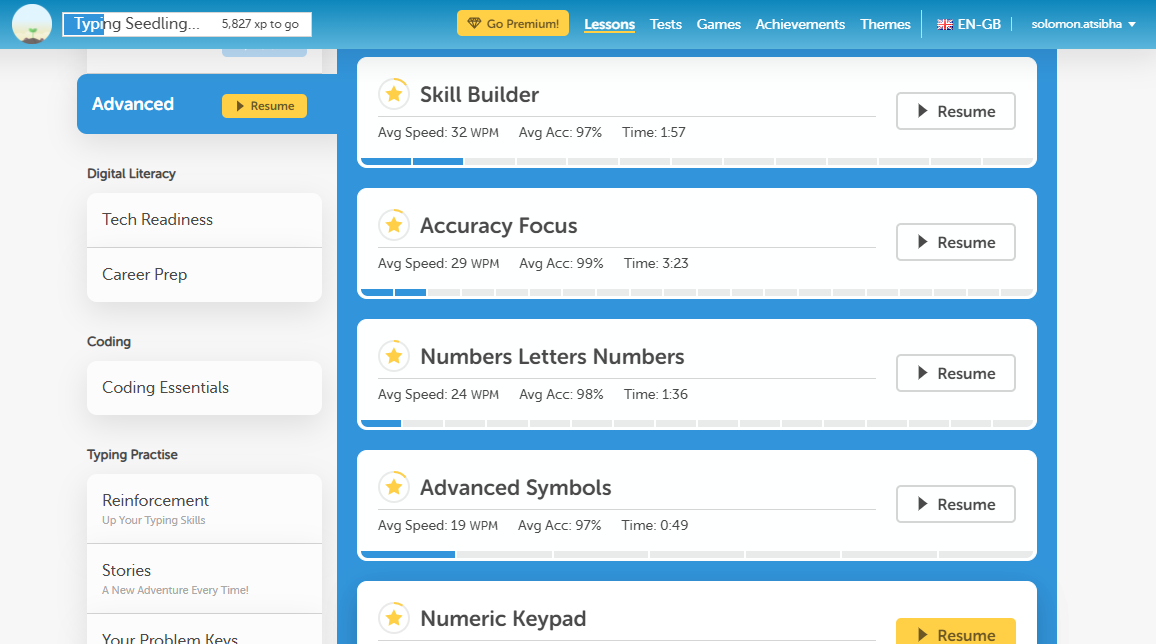 Typing Seedling... 5,827 xp to go
Go Premium!
Lessons Tests Games Achievements Themes
EN-GB
solomon.atsibha
Advanced
Resume
Digital Literacy
Tech Readiness
Career Prep
Coding
Coding Essentials
Typing Practise
Reinforcement
Up Your Typing Skills
Stories
A New Adventure Every Time!
Your Problem Keys
Skill Builder
Avg Speed: 32 WPM Avg Acc: 97% Time: 1:57
Resume
Accuracy Focus
Avg Speed: 29 WPM Avg Acc: 99% Time: 3:23
Resume
Numbers Letters Numbers
Avg Speed: 24 WPM Avg Acc: 98% Time: 1:36
Resume
Advanced Symbols
Avg Speed: 19 WPM Avg Acc: 97% Time: 0:49
Resume
Numeric Keypad
Resume